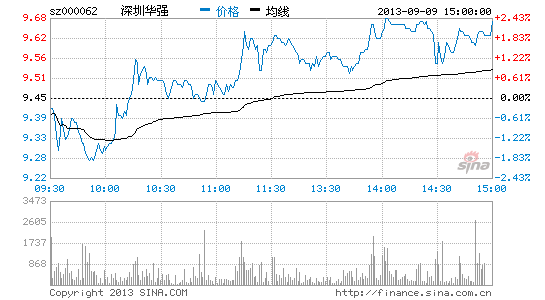 sz000062 深圳华强 价格 均线 2013-09-09 15:00:00
9.68 2.43%
9.62 1.83%
9.56 1.22%
9.51 0.61%
9.45 0.00%
9.39 0.61%
9.33 1.22%
9.28 1.83%
9.22 2.43%
09:30 10:00 10:30 11:00 11:30 13:30 14:00 14:30 15:00
3473
2605
1737
868
sina
新浪财经
Copyright 2013 SINA.COM http://finance.sina.com.cn